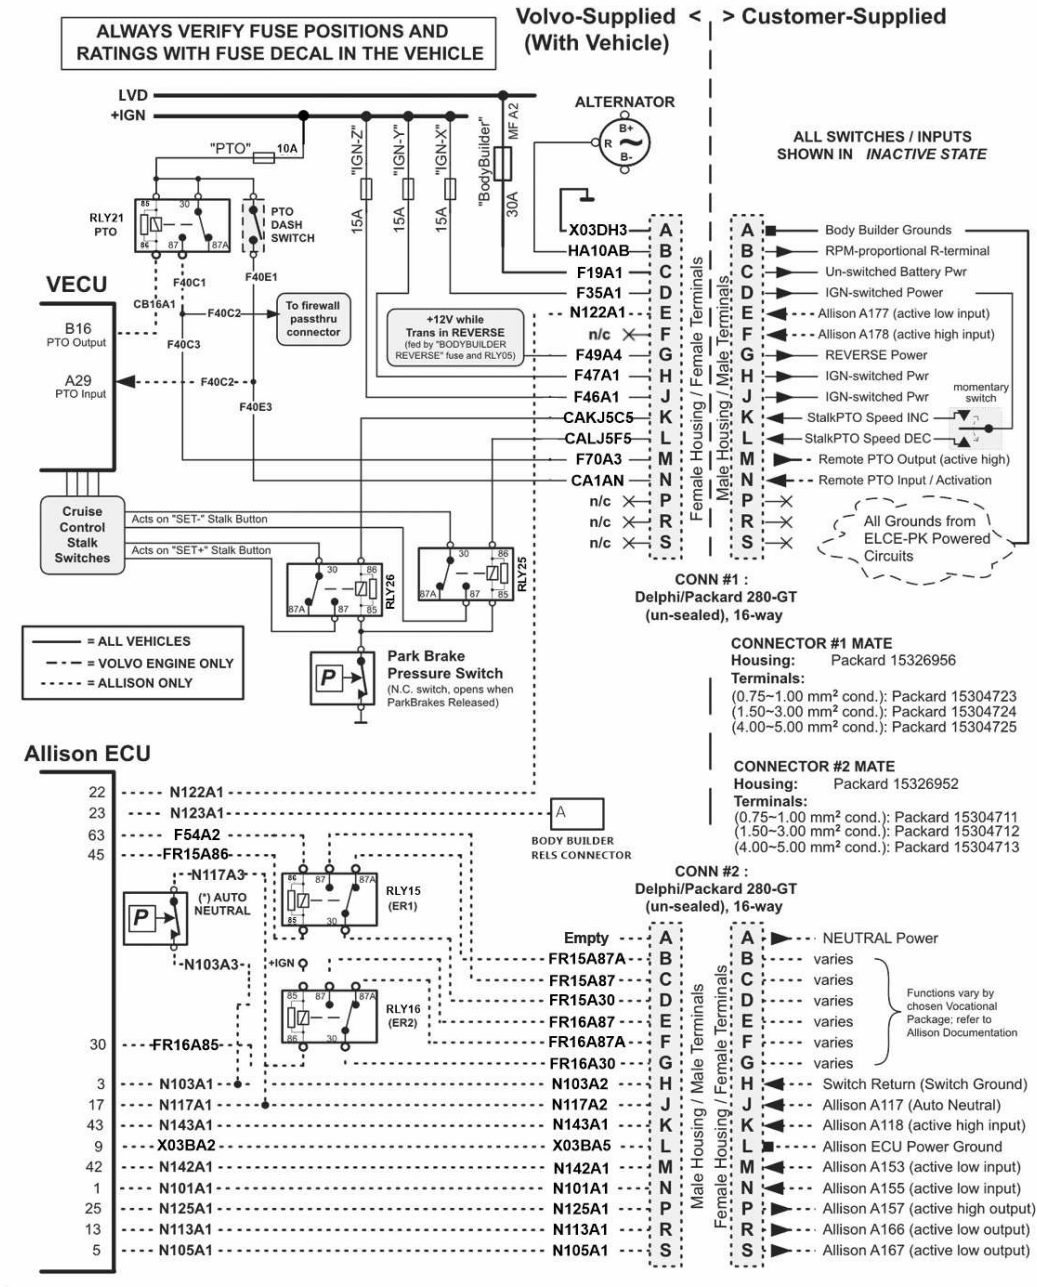 ALWAYS VERIFY FUSE POSITIONS AND
RATINGS WITH FUSE DECAL IN THE VEHICLE
Volvo-Supplied < > Customer-Supplied
(With Vehicle)
LVD
+IGN
"PTO" 10A
"IGN-Z"
15A
"IGN-Y"
15A
"IGN-X"
15A
"BodyBuilder"
MF A2
30A
ALTERNATOR
B+
R
B-
ALL SWITCHES / INPUTS
SHOWN IN INACTIVE STATE
RLY21
PTO
85
30
86
87
87A
PTO
DASH
SWITCH
F40C1
F40E1
CB16A1
F40C2
F40C3
F40C2
F40E3
To firewall
passthru
connector
+12V while
Trans in REVERSE
(fed by "BODYBUILDER
REVERSE" fuse and RLY05)
VECU
B16
PTO Output
A29
PTO Input
X03DH3 A A Body Builder Grounds
HA10AB B B RPM-proportional R-terminal
F19A1 C C Un-switched Battery Pwr
F35A1 D D IGN-switched Power
N122A1 E E Allison A177 (active low input)
n/c F F Allison A178 (active high input)
F49A4 G G REVERSE Power
F47A1 H H IGN-switched Pwr
F46A1 J J IGN-switched Pwr
CAKJ5C5 K K StalkPTO Speed INC
CALJ5F5 L L StalkPTO Speed DEC
F70A3 M M Remote PTO Output (active high)
CA1AN N N Remote PTO Input / Activation
n/c P P
n/c R R
n/c S S
Female Housing / Female Terminals
Male Housing / Male Terminals
momentary
switch
All Grounds from
ELCE-PK Powered
Circuits
Cruise
Control
Stalk
Switches
Acts on "SET-" Stalk Button
Acts on "SET+" Stalk Button
30
86
87A
87
85
RLY26
30
86
87A
87
85
RLY25
P
Park Brake
Pressure Switch
(N.C. switch, opens when
ParkBrakes Released)
= ALL VEHICLES
= VOLVO ENGINE ONLY
= ALLISON ONLY
CONN #1 :
Delphi/Packard 280-GT
(un-sealed), 16-way
CONNECTOR #1 MATE
Housing: Packard 15326956
Terminals:
(0.75~1.00 mm² cond.): Packard 15304723
(1.50~3.00 mm² cond.): Packard 15304724
(4.00~5.00 mm² cond.): Packard 15304725
CONNECTOR #2 MATE
Housing: Packard 15326952
Terminals:
(0.75~1.00 mm² cond.): Packard 15304711
(1.50~3.00 mm² cond.): Packard 15304712
(4.00~5.00 mm² cond.): Packard 15304713
CONN #2 :
Delphi/Packard 280-GT
(un-sealed), 16-way
Allison ECU
22 N122A1
23 N123A1
63 F54A2
45 FR15A86
A
BODY BUILDER
RELS CONNECTOR
N117A3
P
(*) AUTO
NEUTRAL
N103A3
86
87
87A
85
30
RLY15
(ER1)
+IGN
85
87
87A
86
30
RLY16
(ER2)
30 FR16A85
3 N103A1
17 N117A1
43 N143A1
9 X03BA2
42 N142A1
1 N101A1
25 N125A1
13 N113A1
5 N105A1
Empty A A NEUTRAL Power
FR15A87A B B varies
FR15A87 C C varies
FR15A30 D D varies
FR16A87 E E varies
FR16A87A F F varies
FR16A30 G G varies
N103A2 H H Switch Return (Switch Ground)
N117A2 J J Allison A117 (Auto Neutral)
N143A1 K K Allison A118 (active high input)
X03BA5 L L Allison ECU Power Ground
N142A1 M M Allison A153 (active low input)
N101A1 N N Allison A155 (active low input)
N125A1 P P Allison A157 (active high output)
N113A1 R R Allison A166 (active low output)
N105A1 S S Allison A167 (active low output)
Male Housing / Male Terminals
Female Housing / Female Terminals
Functions vary by
chosen Vocational
Package; refer to
Allison Documentation